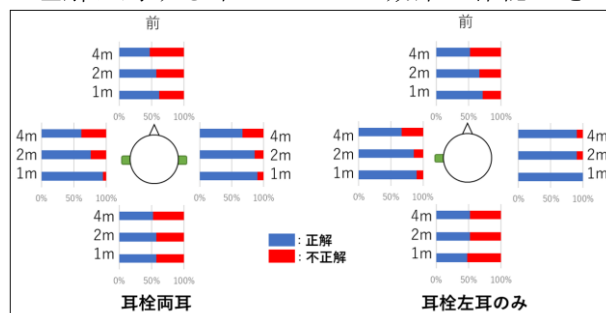 前 前
4m 4m
2m 2m
1m 1m
0% 50% 100% 0% 50% 100%
4m 4m 4m 4m
2m 2m 2m 2m
1m 1m 1m 1m
0% 50% 100% 0% 50% 100% 0% 50% 100% 0% 50% 100%
4m 4m
2m 2m
1m 1m
■: 正解
■: 不正解
0% 50% 100% 0% 50% 100%
耳栓両耳 耳栓左耳のみ